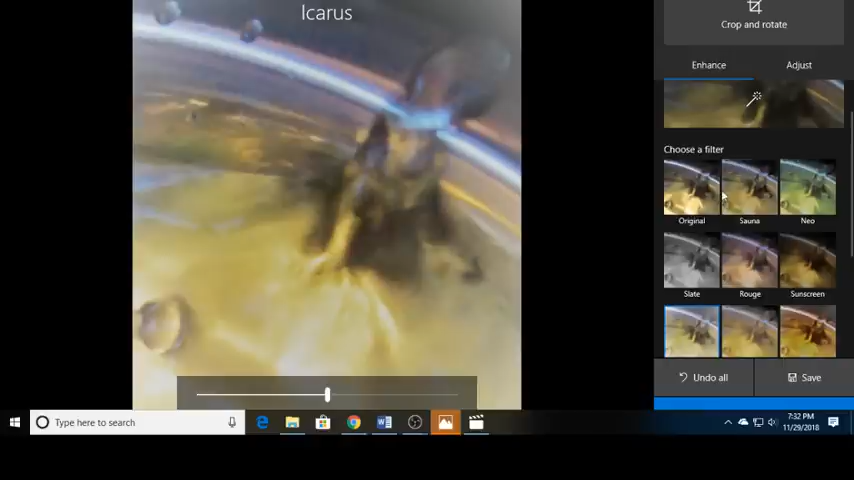 Icarus
Crop and rotate
Enhance
Adjust
Choose a filter
Original
Sauna
Neo
Slate
Rouge
Sunscreen
Undo all
Save
Type here to search
7:32 PM
11/29/2018